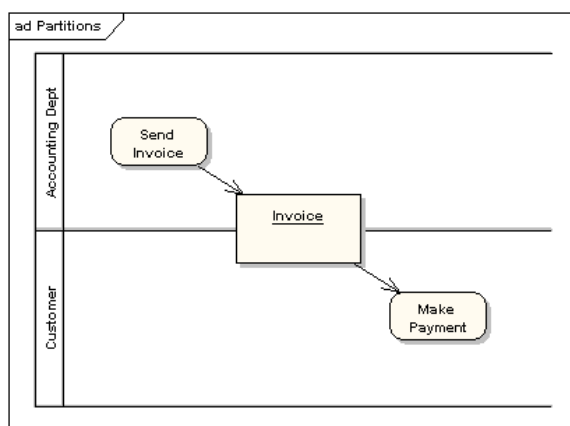 ad Partitions
Accounting Dept
Send
Invoice
Invoice
Customer
Make
Payment